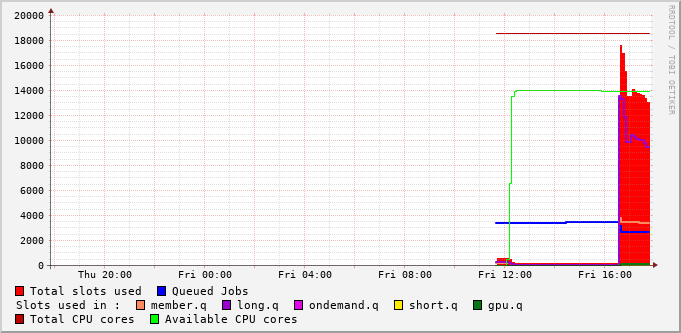 RRDTOOL / TOBI OETIKER
20000
18000
16000
14000
12000
10000
8000
6000
4000
2000
0
Thu 20:00 Fri 00:00 Fri 04:00 Fri 08:00 Fri 12:00 Fri 16:00
Total slots used Queued Jobs
Slots used in : member.q long.q ondemand.q short.q gpu.q
Total CPU cores Available CPU cores